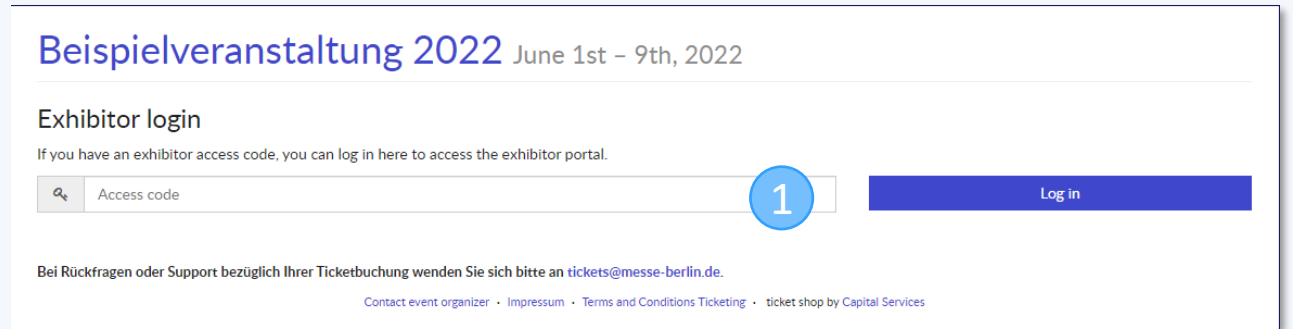 Beispielveranstaltung 2022 June 1st – 9th, 2022
Exhibitor login
If you have an exhibitor access code, you can log in here to access the exhibitor portal.
Access code 1 Log in
Bei Rückfragen oder Support bezüglich Ihrer Ticketbuchung wenden Sie sich bitte an tickets@messe-berlin.de.
Contact event organizer · Impressum · Terms and Conditions Ticketing · ticket shop by Capital Services